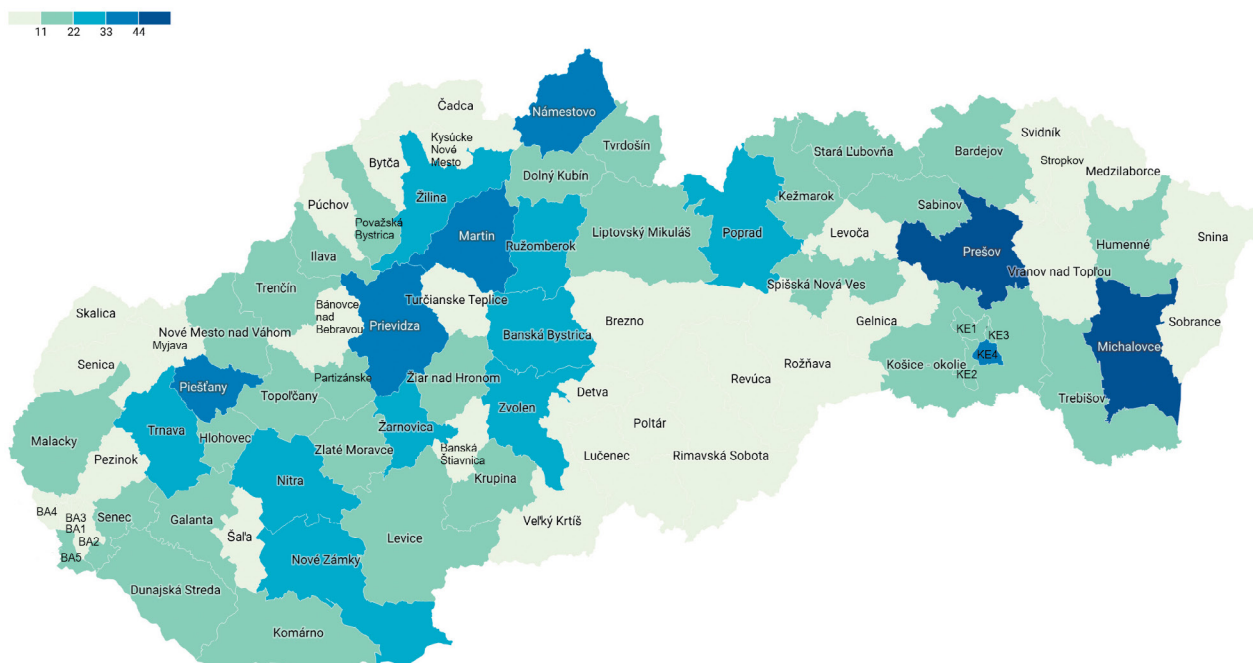 11 22 33 44
Čadca
Námestovo
Kysúcke
Nové
Mesto
Bytča
Tvrdošín
Svidník
Stará Ľubovňa
Bardejov
Stropkov
Medzilaborce
Dolný Kubín
Žilina
Púchov
Kežmarok
Sabinov
Považská
Bystrica
Martin
Ružomberok
Liptovský Mikuláš
Poprad
Levoča
Prešov
Humenné
Snina
Ilava
Trenčín
Vranov nad Topľou
Spišská Nová Ves
Turčianske Teplice
Bánovce
nad
Bebravou
Prievidza
Skalica
Brezno
Gelnica
Sobrance
Nové Mesto nad Váhom
Myjava
Banská Bystrica
KE1
KE3
Michalovce
KE4
Senica
Rožňava
Košice - okolie
KE2
Piešťany
Partizánske
Žiar nad Hronom
Revúca
Topoľčany
Detva
Trebišov
Zvolen
Poltár
Trnava
Žarnovica
Malacky
Hlohovec
Zlaté Moravce
Banská
Štiavnica
Lučenec
Rimavská Sobota
Pezinok
Krupina
Nitra
BA4
BA3
BA1
BA2
BA5
Senec
Galanta
Veľký Krtíš
Šaľa
Levice
Nové Zámky
Dunajská Streda
Komárno